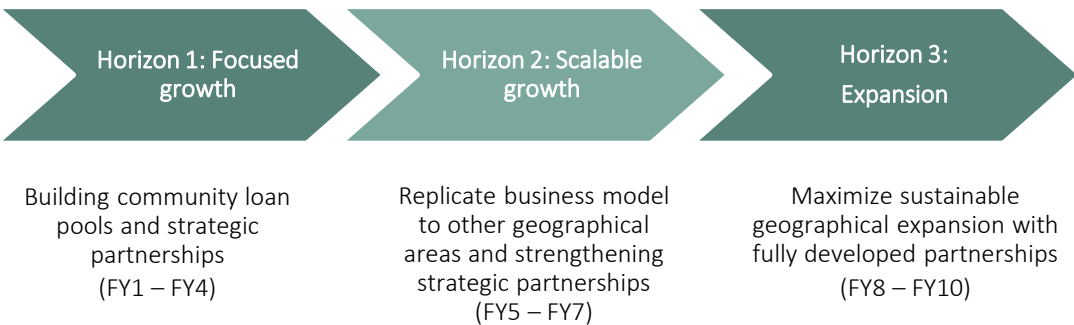 Horizon 1: Focused
growth
Building community loan
pools and strategic
partnerships
(FY1 – FY4)
Horizon 2: Scalable
growth
Replicate business model
to other geographical
areas and strengthening
strategic partnerships
(FY5 – FY7)
Horizon 3:
Expansion
Maximize sustainable
geographical expansion with
fully developed partnerships
(FY8 – FY10)